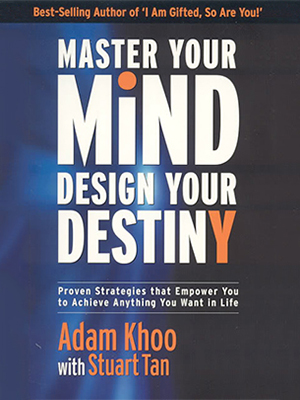 Best-Selling Author of 'I Am Gifted, So Are You!'
MASTER YOUR
MiND
DESIGN YOUR
DESTINY
Proven Strategies that Empower You
to Achieve Anything You Want in Life
Adam Khoo
with Stuart Tan